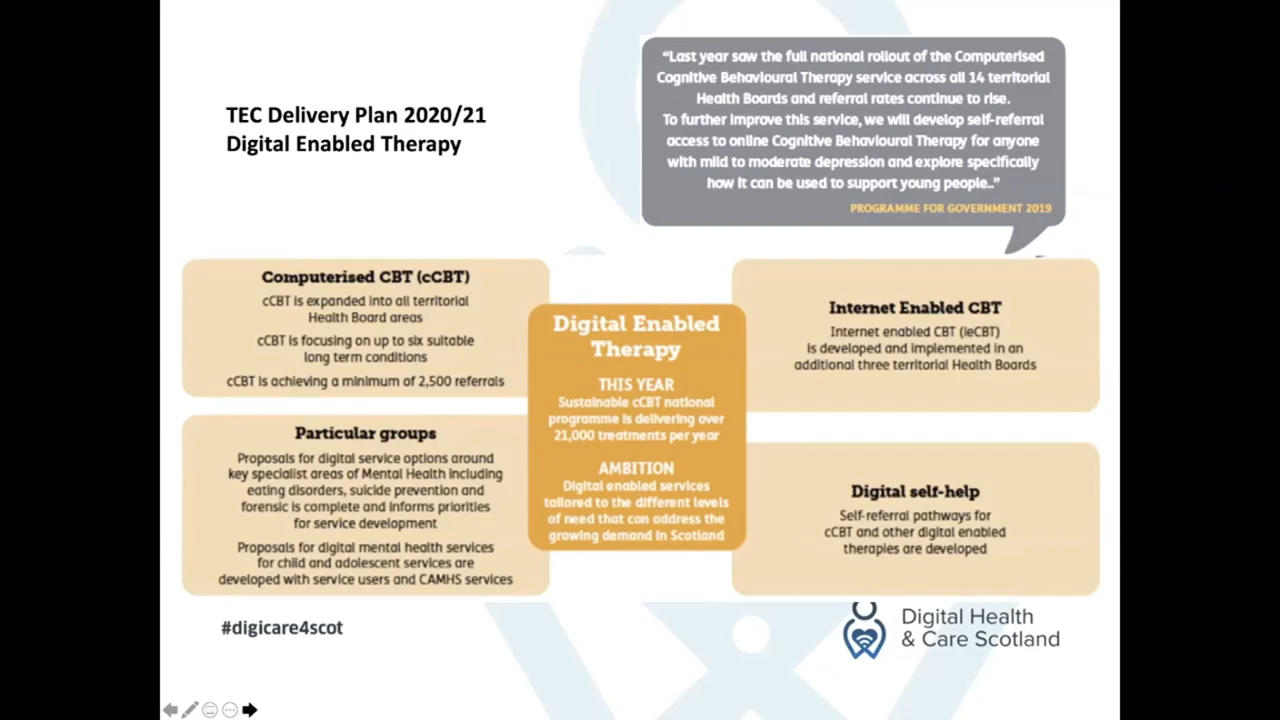 TEC Delivery Plan 2020/21
Digital Enabled Therapy
“Last year saw the full national rollout of the Computerised
Cognitive Behavioural Therapy service across all 14 territorial
Health Boards and referral rates continue to rise.
To further improve this service, we will develop self-referral
access to online Cognitive Behavioural Therapy for anyone
with mild to moderate depression and explore specifically
how it can be used to support young people..”
PROGRAMME FOR GOVERNMENT 2019
Computerised CBT (cCBT)
cCBT is expanded into all territorial
Health Board areas
cCBT is focusing on up to six suitable
long term conditions
cCBT is achieving a minimum of 2,500 referrals
Particular groups
Proposals for digital service options around
key specialist areas of Mental Health including
eating disorders, suicide prevention and
forensic is complete and informs priorities
for service development
Proposals for digital mental health services
for child and adolescent services are
developed with service users and CAMHS services
Digital Enabled
Therapy
THIS YEAR
Sustainable cCBT national
programme is delivering over
21,000 treatments per year
AMBITION
Digital enabled services
tailored to the different levels
of need that can address the
growing demand in Scotland
Internet Enabled CBT
Internet enabled CBT (ieCBT)
is developed and implemented in an
additional three territorial Health Boards
Digital self-help
Self-referral pathways for
cCBT and other digital enabled
therapies are developed
#digicare4scot
Digital Health
& Care Scotland